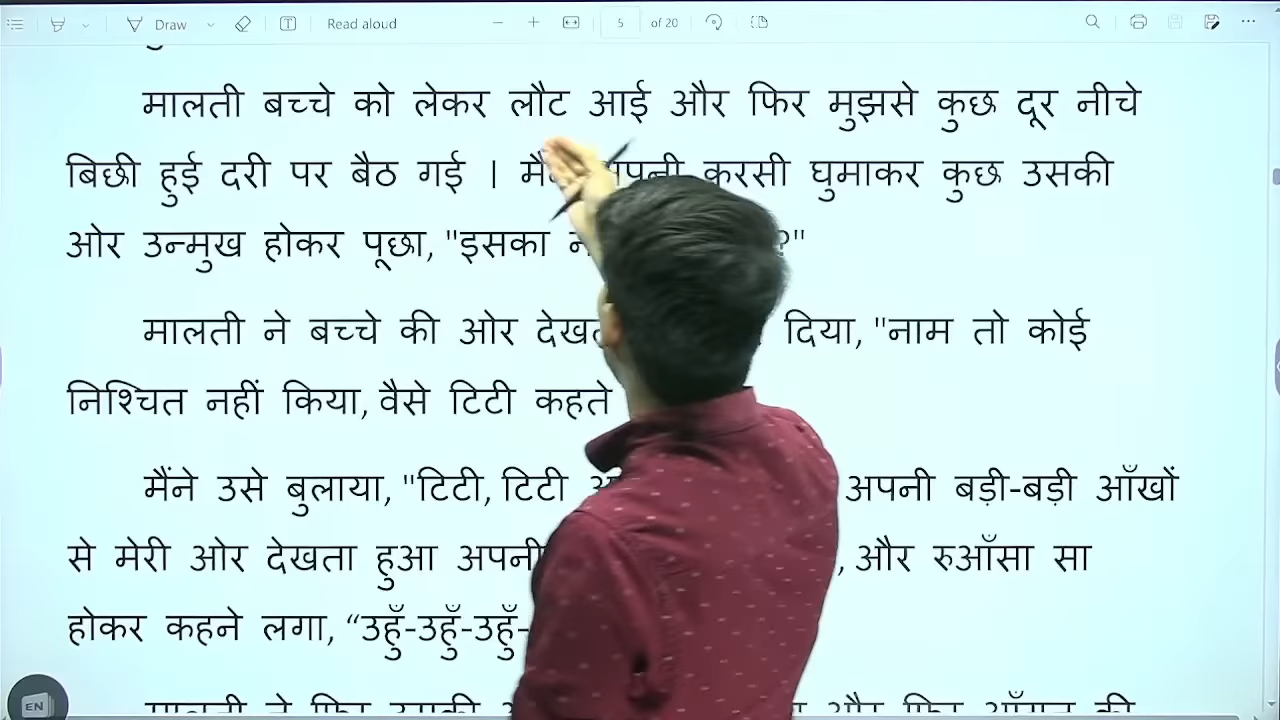 Draw Read aloud 5 of 20
मालती बच्चे को लेकर लौट आई और फिर मुझसे कुछ दूर नीचे
बिछी हुई दरी पर बैठ गई । कुरसी घुमाकर कुछ उसकी
ओर उन्मुख होकर पूछा, "इसका
मालती ने बच्चे की ओर दिया, "नाम तो कोई
निश्चित नहीं किया, वैसे टिटी कहते
मैंने उसे बुलाया, "टिटी, टिटी अपनी बड़ी-बड़ी आँखों
से मेरी ओर देखता हुआ अपनी , और रुआँसा सा
होकर कहने लगा, “उहुँ-उहुँ-उहुँ-
EN